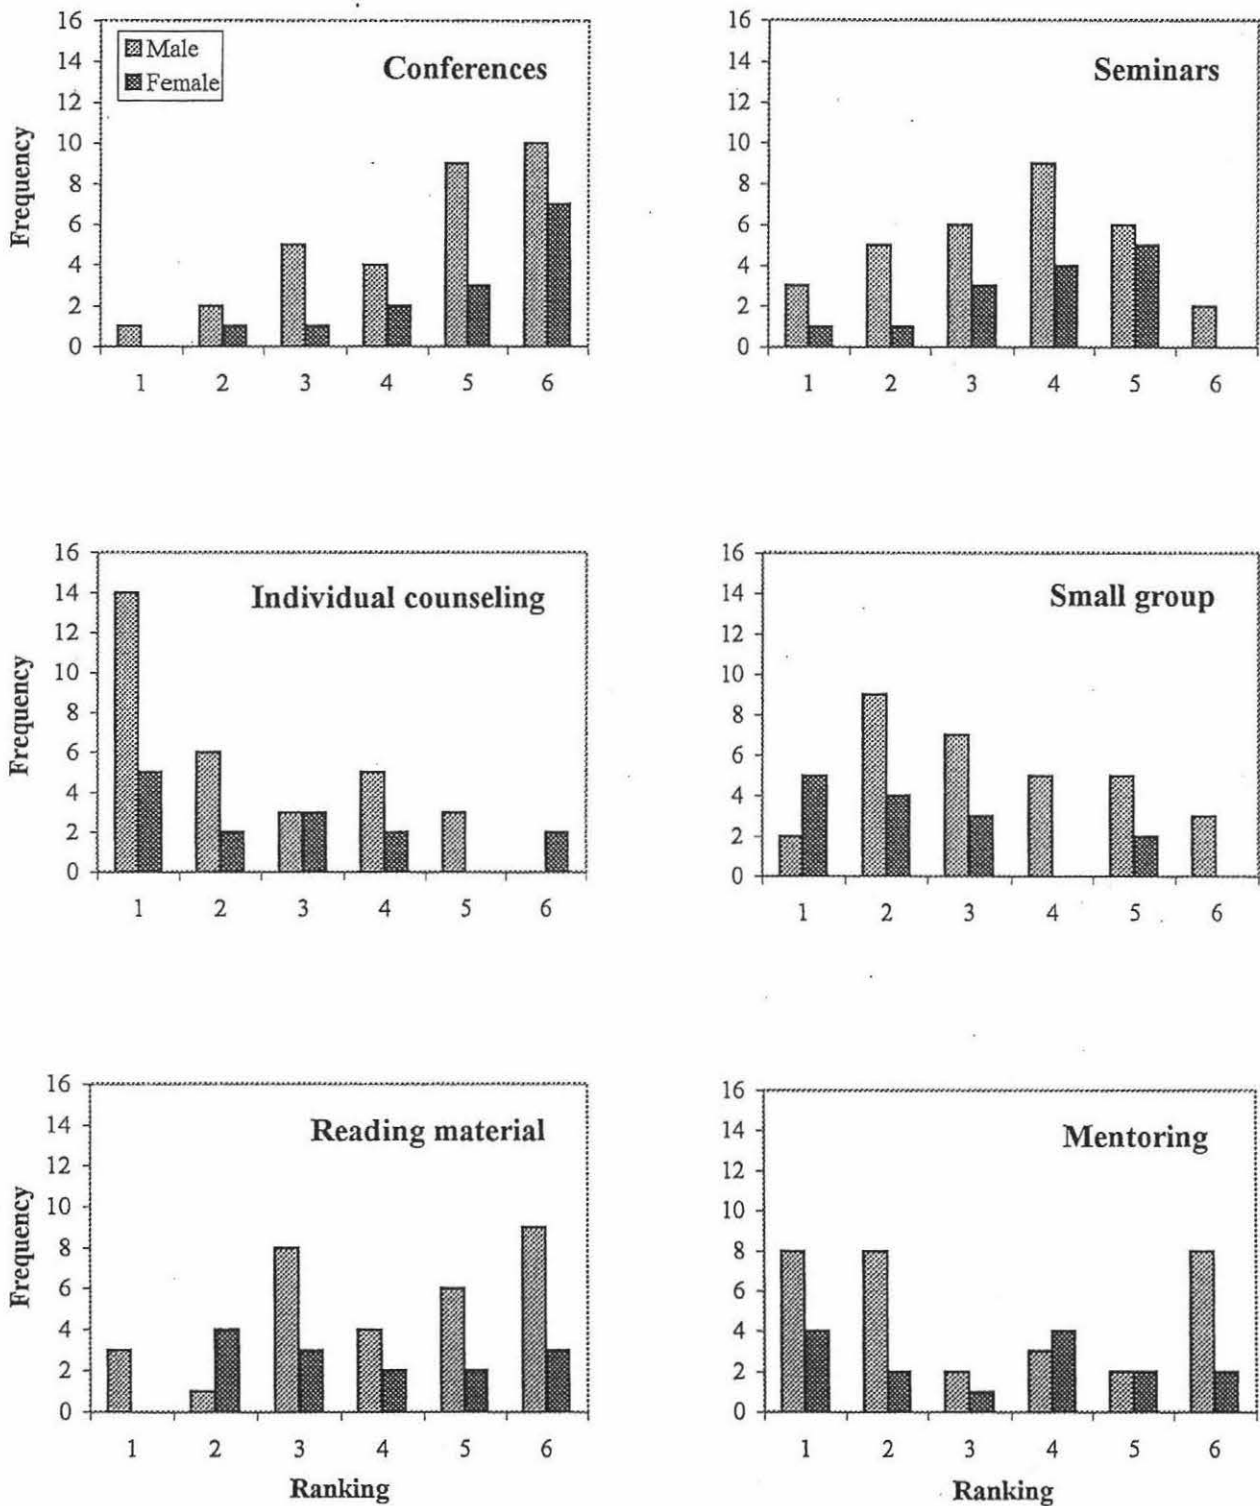 Conferences
Male
Female
Frequency
16
14
12
10
8
6
4
2
0
1 2 3 4 5 6
Seminars
16
14
12
10
8
6
4
2
0
1 2 3 4 5 6
Individual counseling
Frequency
16
14
12
10
8
6
4
2
0
1 2 3 4 5 6
Small group
16
14
12
10
8
6
4
2
0
1 2 3 4 5 6
Reading material
Frequency
16
14
12
10
8
6
4
2
0
1 2 3 4 5 6
Ranking
Mentoring
16
14
12
10
8
6
4
2
0
1 2 3 4 5 6
Ranking